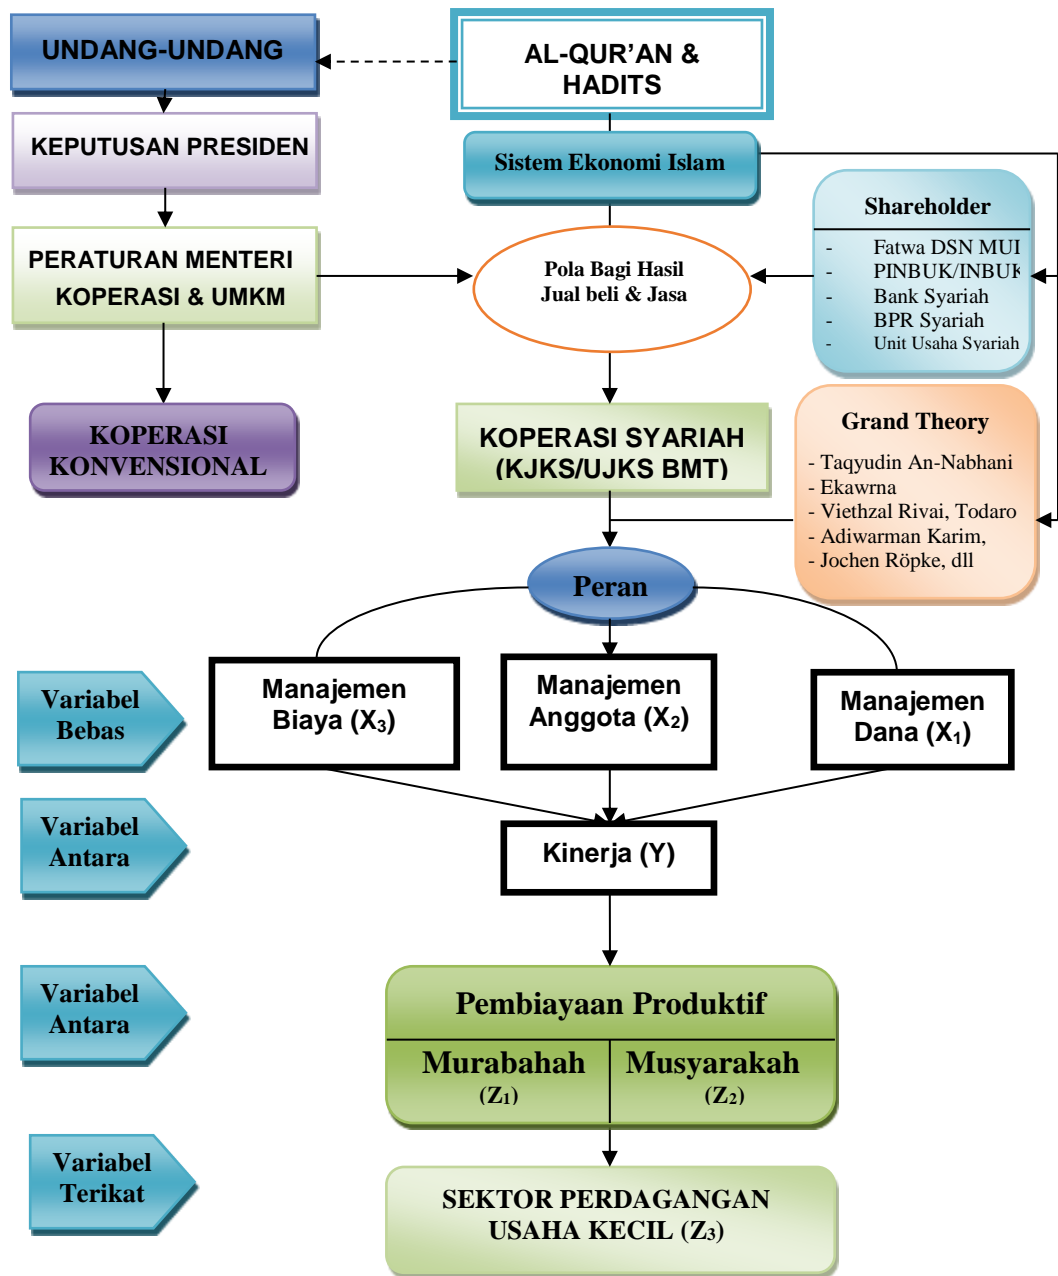 UNDANG-UNDANG
AL-QUR’AN &
HADITS
KEPUTUSAN PRESIDEN
Sistem Ekonomi Islam
PERATURAN MENTERI
KOPERASI & UMKM
Pola Bagi Hasil
Jual beli & Jasa
Shareholder
- Fatwa DSN MUI
- PINBUK/INBUK
- Bank Syariah
- BPR Syariah
- Unit Usaha Syariah
KOPERASI
KONVENSIONAL
KOPERASI SYARIAH
(KJKS/UJKS BMT)
Grand Theory
- Taqyudin An-Nabhani
- Ekawrna
- Viethzal Rivai, Todaro
- Adiwarman Karim,
- Jochen Röpke, dll
Peran
Variabel
Bebas
Manajemen
Biaya (X₃)
Manajemen
Anggota (X₂)
Manajemen
Dana (X₁)
Variabel
Antara
Kinerja (Y)
Variabel
Antara
Pembiayaan Produktif
Murabahah
(Z₁)
Musyarakah
(Z₂)
Variabel
Terikat
SEKTOR PERDAGANGAN
USAHA KECIL (Z₃)